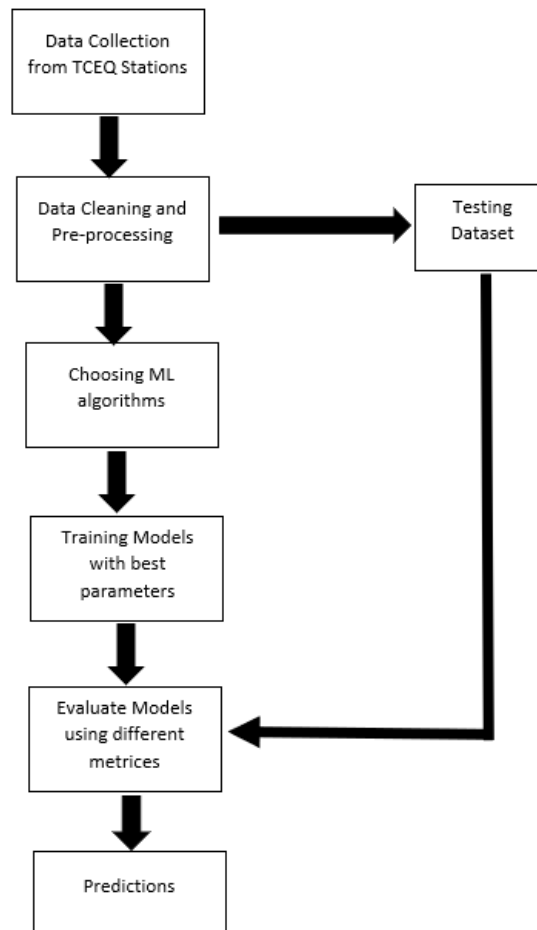 Data Collection
from TCEQ Stations
Data Cleaning and
Pre-processing
Testing
Dataset
Choosing ML
algorithms
Training Models
with best
parameters
Evaluate Models
using different
metrices
Predictions